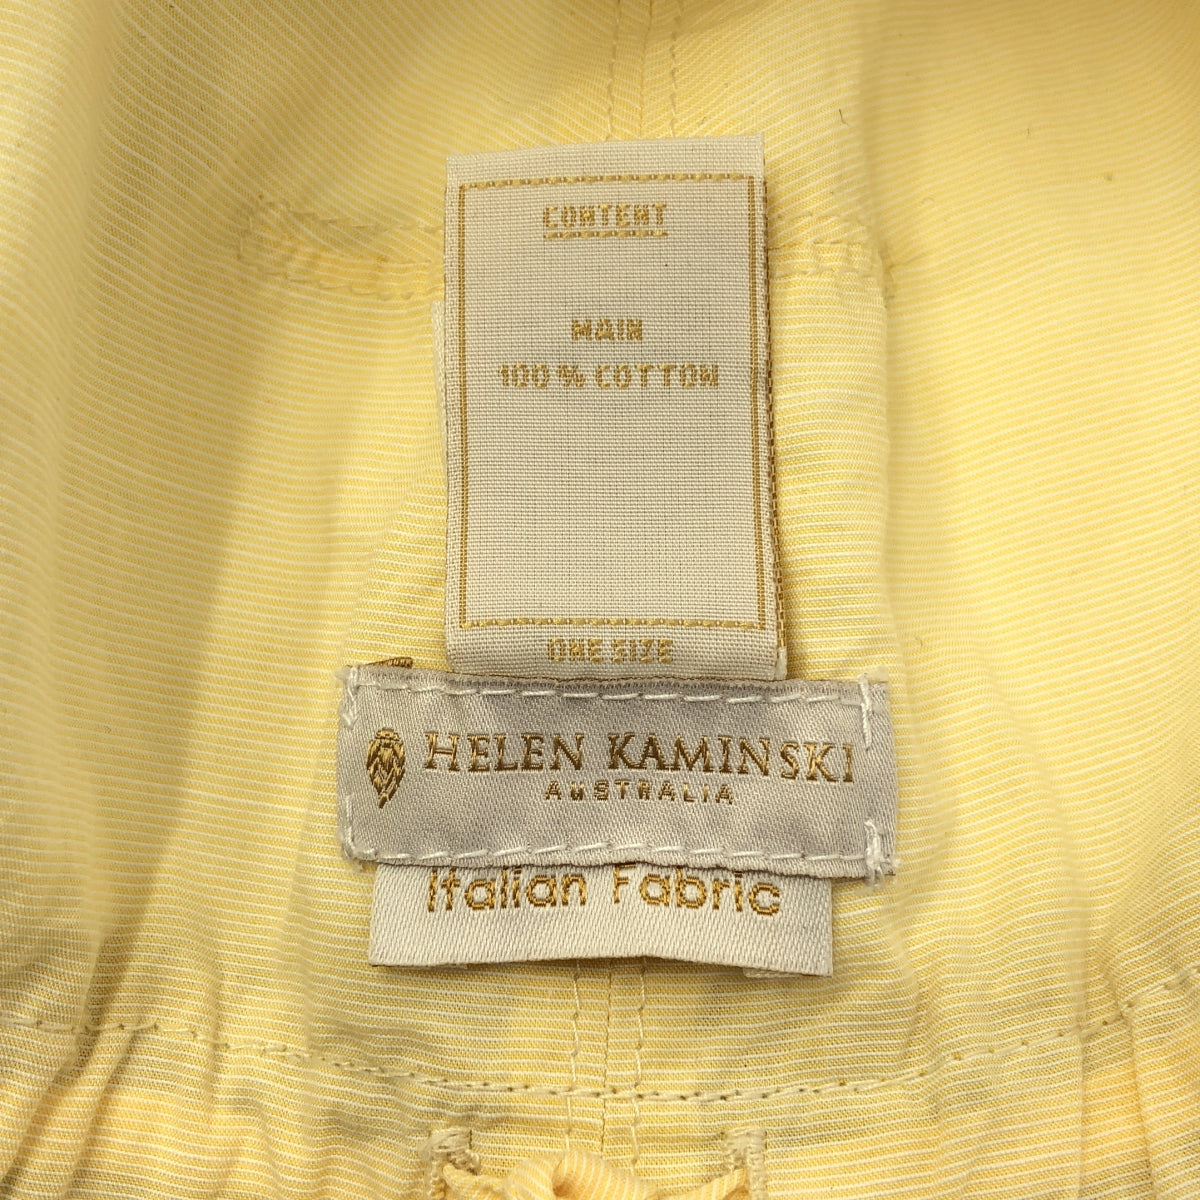 CONTENT
MAIN
100% COTTON
ONE SIZE
HELEN KAMINSKI
AUSTRALIA
Italian Fabric